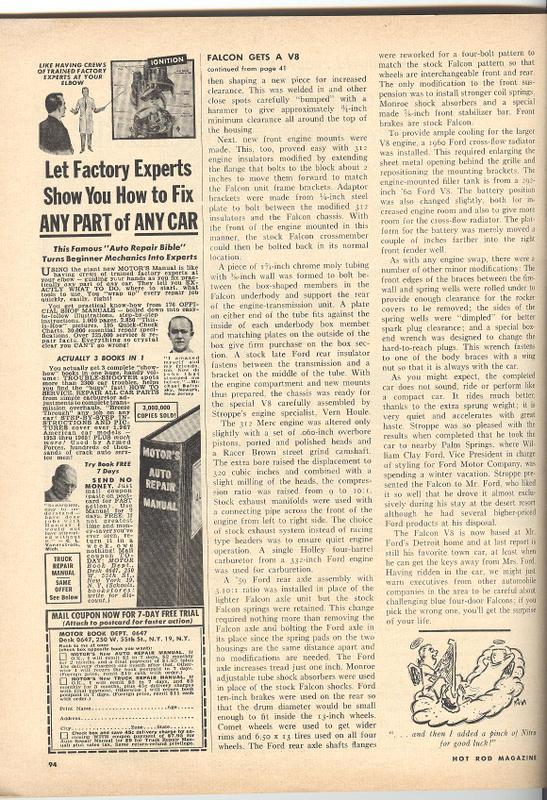 LIKE HAVING CREWS
OF TRAINED FACTORY
EXPERTS AT YOUR
ELBOW
IGNITION
Let Factory Experts
Show You How to Fix
ANY PART of ANY CAR
This Famous "Auto Repair Bible"
Turns Beginner Mechanics Into Experts
USING the giant new MOTOR'S Manual is like
having crews of trained factory experts at
your elbow
ACTUALLY 3 BOOKS IN 1
3,000,000
COPIES SOLD!
MOTOR'S
AUTO
REPAIR
MANUAL
Try Book FREE
7 Days
SEND NO
MONEY. Just
mail coupon
TRUCK
REPAIR
MANUAL
SAME
OFFER
See Below
MAIL COUPON NOW FOR 7-DAY FREE TRIAL
(Attach to postcard for faster action)
MOTOR BOOK DEPT. 0647
Desk 0647, 250 W. 55th St., N.Y. 19, N.Y.
Print Name Age
Address
City Zone State
94
FALCON GETS A V8
continued from page 41
then shaping a new piece for increased
clearance. This was welded in and other
close spots carefully "bumped" with a
hammer to give approximately ¾-inch
minimum clearance all around the top of
the housing
Next, new front engine mounts were
made. This, too, proved easy with 312
engine insulators modified by extending
the flange that bolts to the block about 2
inches to move them forward to match
the Falcon unit frame brackets. Adaptor
brackets were made from ¼-inch steel
plate to bolt between the modified 312
insulators and the Falcon chassis. With
the front of the engine mounted in this
manner, the stock Falcon crossmember
could then be bolted back in its normal
location.
A piece of 1¾-inch chrome moly tubing
with ⅛-inch wall was formed to bolt be-
tween the box-shaped members in the
Falcon underbody and support the rear
of the engine-transmission unit. A plate
on either end of the tube fits against the
inside of each underbody box member
and matching plates on the outside of the
box give firm purchase on the box sec-
tion. A stock late Ford rear insulator
fastens between the transmission and a
bracket on the middle of the tube. With
the engine compartment and new mounts
thus prepared, the chassis was ready for
the special V8 carefully assembled by
Stroppe's engine specialist, Vern Houle.
The 312 Merc engine was altered only
slightly with a set of .060-inch overbore
pistons, ported and polished heads and
a Racer Brown street grind camshaft.
The extra bore raised the displacement to
320 cubic inches and combined with a
slight milling of the heads, the compres-
sion ratio was raised from 9 to 10:1.
Stock exhaust manifolds were used with
a connecting pipe across the front of the
engine from left to right side. The choice
of stock exhaust system instead of racing
type headers was to ensure quiet engine
operation. A single Holley four-barrel
carburetor from a 332-inch Ford engine
was used for carburetion.
A '59 Ford rear axle assembly with
3.10:1 ratio was installed in place of the
lighter Falcon axle unit but the stock
Falcon springs were retained. This change
required nothing more than removing the
Falcon axle and bolting the Ford axle in
its place since the spring pads on the two
housings are the same distance apart and
no modifications are needed. The Ford
axle increases tread just one inch. Monroe
adjustable tube shock absorbers were used
in place of the stock Falcon shocks. Ford
ten-inch brakes were used on the rear so
that the drum diameter would be small
enough to fit inside the 13-inch wheels.
Comet wheels were used to get wider
rims and 6.50 x 13 tires used on all four
wheels. The Ford rear axle shafts flanges
were reworked for a four-bolt pattern to
match the stock Falcon pattern so that
wheels are interchangeable front and rear.
The only modification to the front sus-
pension was to install stronger coil springs,
Monroe shock absorbers and a special
made ⅝-inch front stabilizer bar. Front
brakes are stock Falcon.
To provide ample cooling for the larger
V8 engine, a 1960 Ford cross-flow radiator
was installed. This required enlarging the
sheet metal opening behind the grille and
repositioning the mounting brackets. The
engine-mounted filler tank is from a 292-
inch '60 Ford V8. The battery position
was also changed slightly, both for in-
creased engine room and also to give more
room for the cross-flow radiator. The plat-
form for the battery was merely moved a
couple of inches farther into the right
front fender well.
As with any engine swap, there were a
number of other minor modifications: The
front edges of the braces between the fire-
wall and spring wells were rolled under to
provide enough clearance for the rocker
covers to be removed; the sides of the
spring wells were "dimpled" for better
spark plug clearance; and a special box
end wrench was designed to change the
hard-to-reach plugs. This wrench fastens
to one of the body braces with a wing
nut so that it is always with the car.
As you might expect, the completed
car does not sound, ride or perform like
a compact car. It rides much better,
thanks to the extra sprung weight; it is
very quiet and accelerates with great
haste. Stroppe was so pleased with the
results when completed that he took the
car to nearby Palm Springs, where Wil-
liam Clay Ford, Vice President in charge
of styling for Ford Motor Company, was
spending a winter vacation. Stroppe pre-
sented the Falcon to Mr. Ford, who liked
it so well that he drove it almost exclu-
sively during his stay at the desert resort
although he had several higher-priced
Ford products at his disposal.
The Falcon V8 is now based at Mr.
Ford's Detroit home and at last report is
still his favorite town car, at least when
he can get the keys away from Mrs. Ford.
Having ridden in the car, we might just
warn executives from other automobile
companies in the area to be careful about
challenging blue four-door Falcons; if you
pick the wrong one, you'll get the surprise
of your life.
". . . and then I added a pinch of Nitro
for good luck!"
HOT ROD MAGAZINE